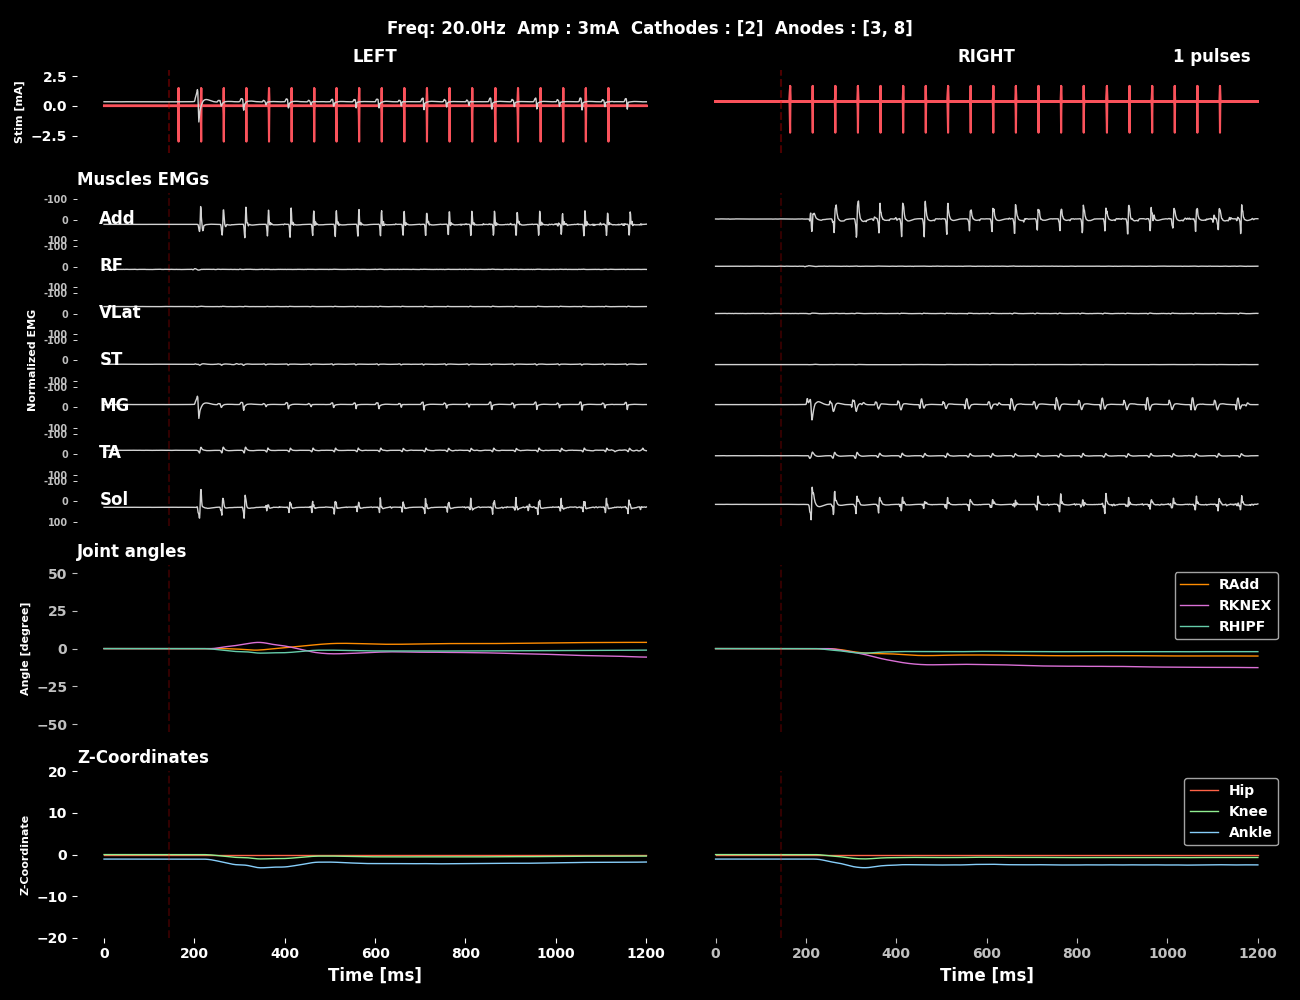 Freq: 20.0Hz  Amp : 3mA  Cathodes : [2]  Anodes : [3, 8]
LEFT
RIGHT
1 pulses
Stim [mA]
2.5
0.0
−2.5
Muscles EMGs
Normalized EMG
-100
0
100
Add
-100
0
100
RF
-100
0
100
VLat
-100
0
100
ST
-100
0
100
MG
-100
0
100
TA
-100
0
100
Sol
Joint angles
Angle [degree]
50
25
0
−25
−50
RAdd
RKNEX
RHIPF
Z-Coordinates
Z-Coordinate
20
10
0
−10
−20
Hip
Knee
Ankle
0 200 400 600 800 1000 1200
0 200 400 600 800 1000 1200
Time [ms]
Time [ms]